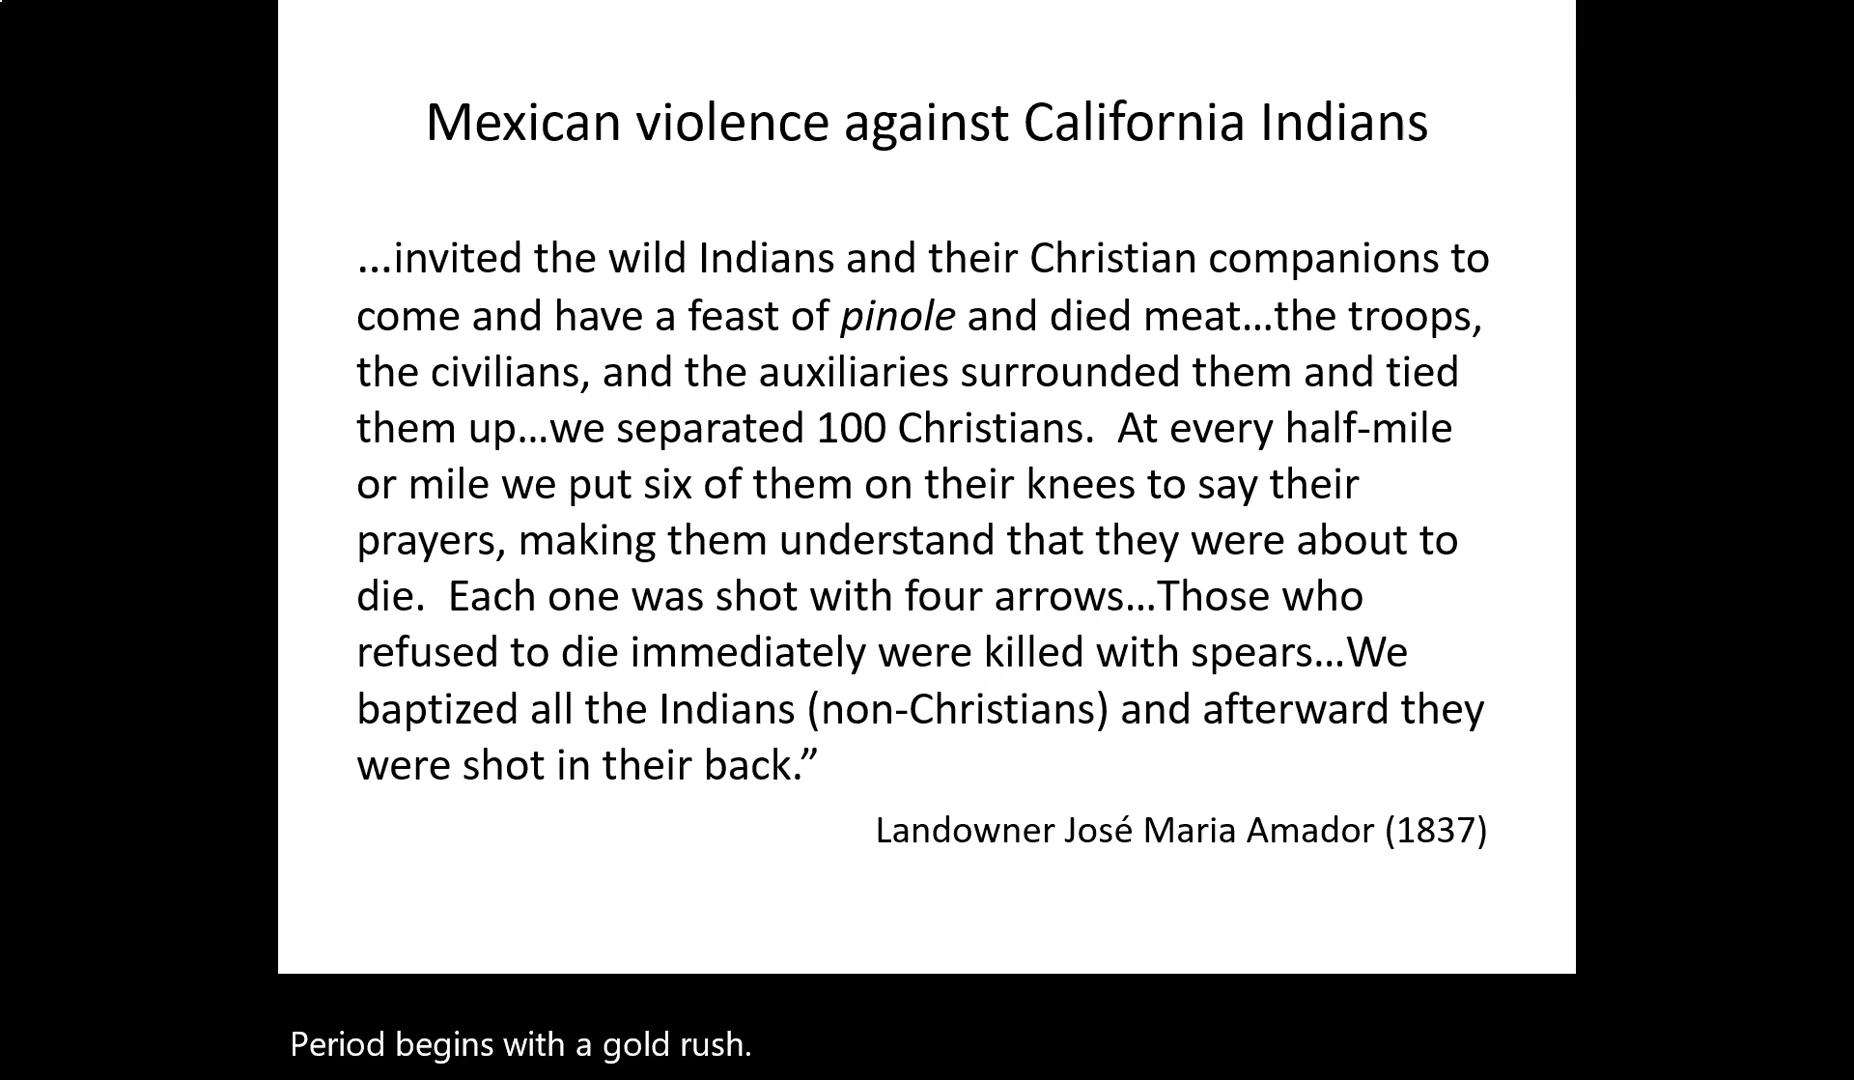 Mexican violence against California Indians
...invited the wild Indians and their Christian companions to
come and have a feast of pinole and died meat...the troops,
the civilians, and the auxiliaries surrounded them and tied
them up...we separated 100 Christians.  At every half-mile
or mile we put six of them on their knees to say their
prayers, making them understand that they were about to
die.  Each one was shot with four arrows...Those who
refused to die immediately were killed with spears...We
baptized all the Indians (non-Christians) and afterward they
were shot in their back.”
Landowner José Maria Amador (1837)
Period begins with a gold rush.